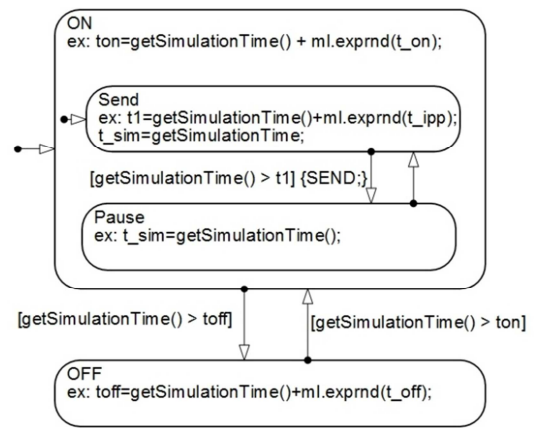 ON
ex: ton=getSimulationTime() + ml.exprnd(t_on);
Send
ex: t1=getSimulationTime()+ml.exprnd(t_ipp);
t_sim=getSimulationTime;
[getSimulationTime() > t1] {SEND;}
Pause
ex: t_sim=getSimulationTime();
[getSimulationTime() > toff]
[getSimulationTime() > ton]
OFF
ex: toff=getSimulationTime()+ml.exprnd(t_off);